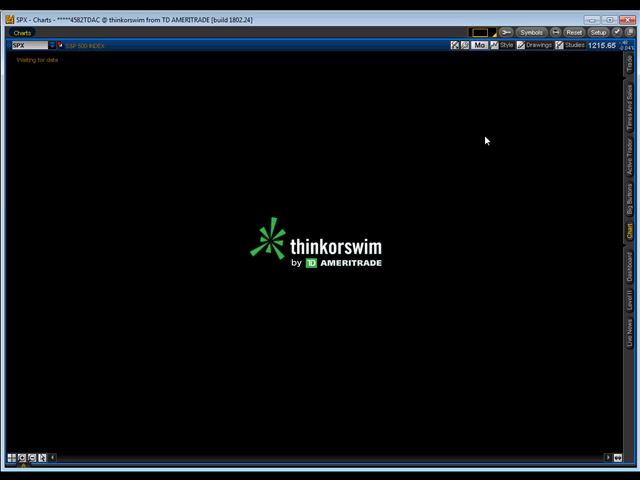 SPX - Charts - *****4582TDAC @ thinkorswim from TD AMERITRADE [build 1802.24]
Charts
Symbols
Reset
Setup
SPX
S&P 500 INDEX
Mo
Style
Drawings
Studies
1215.65
Waiting for data
Trade
Times And Sales
Active Trader
Big Buttons
Chart
Dashboard
Level II
Live News
thinkorswim
by TD AMERITRADE